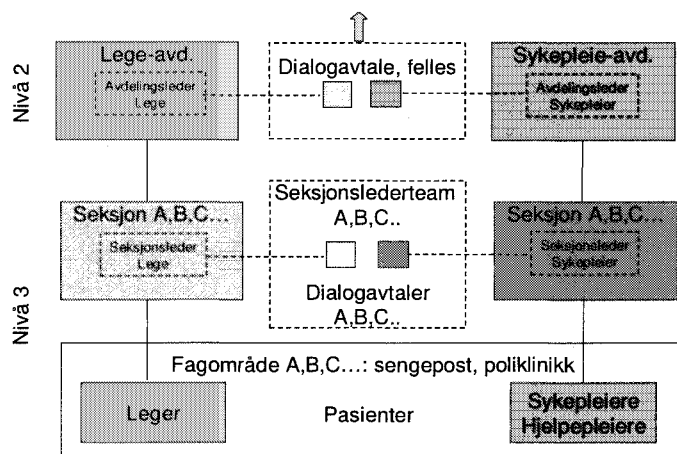 Nivå 2
Lege-avd.
Avdelingsleder
Lege
Dialogavtale, felles
Sykepleie-avd.
Avdelingsleder
Sykepleier
Nivå 3
Seksjon A,B,C...
Seksjonsleder
Lege
Seksjonslederteam
A,B,C..
Dialogavtaler
A,B,C..
Seksjon A,B,C...
Seksjonsleder
Sykepleier
Fagområde A,B,C...: sengepost, poliklinikk
Leger
Pasienter
Sykepleiere
Hjelpepleiere